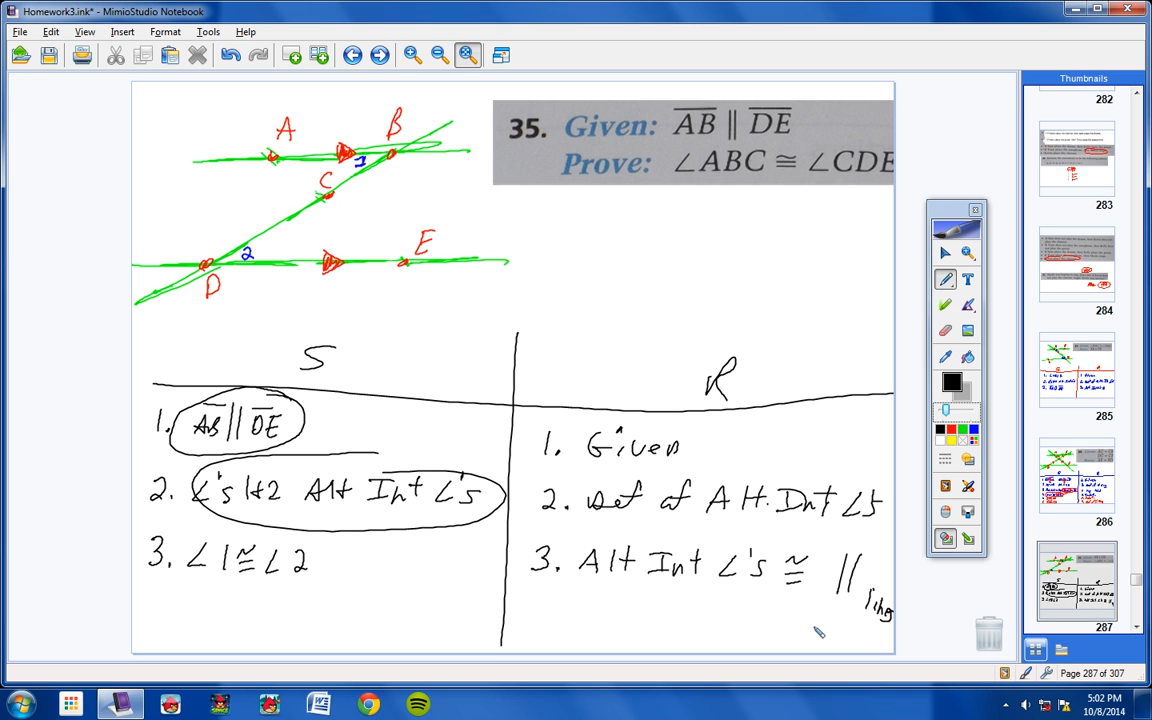 Homework3.ink* - MimioStudio Notebook
File Edit View Insert Format Tools Help
Thumbnails
282
283
284
285
286
287
35. Given: AB ∥ DE
Prove: ∠ABC ≅ ∠CDE
A B
1
C
2 E
D
S R
1. AB ∥ DE 1. Given
2. ∠'s 1&2 Alt Int ∠'s 2. def of Alt. Int ∠s
3. ∠1 ≅ ∠2 3. Alt Int ∠'s ≅ // lines
T
Page 287 of 307
5:02 PM
10/8/2014